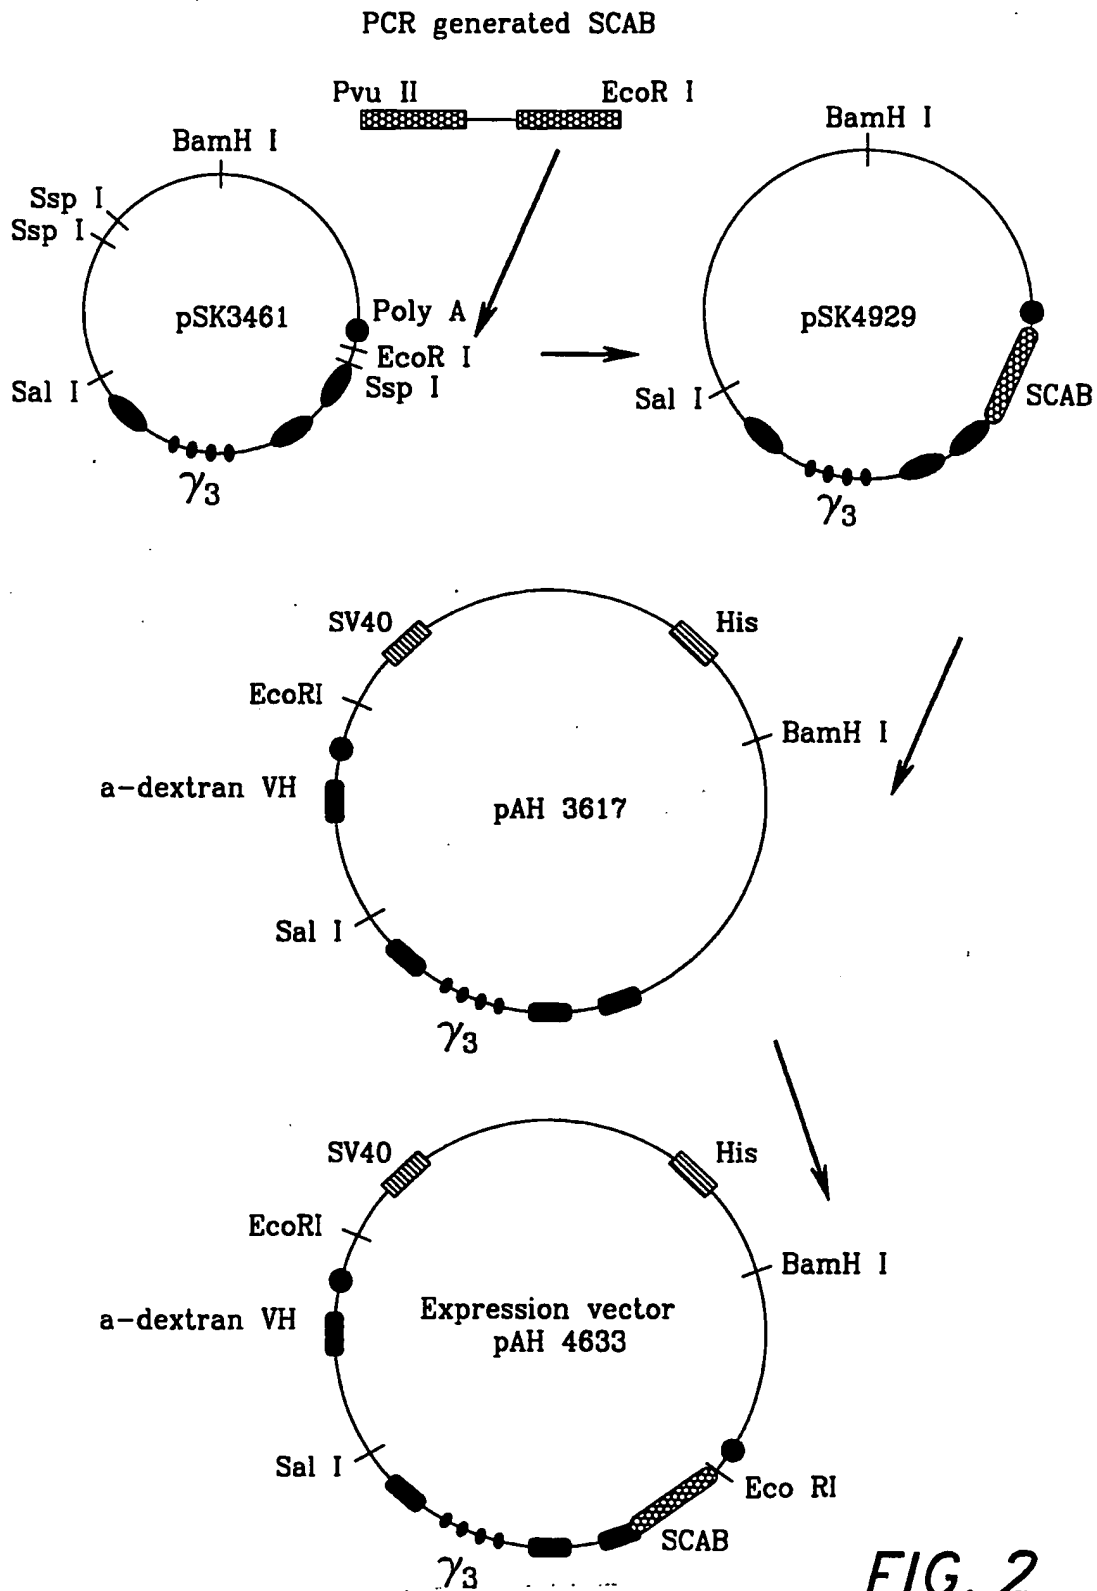 PCR generated SCAB
Pvu II
EcoR I
BamH I
Ssp I
Ssp I
pSK3461
Poly A
EcoR I
Ssp I
Sal I
γ3
BamH I
pSK4929
Sal I
SCAB
γ3
SV40
His
EcoRI
BamH I
a-dextran VH
pAH 3617
Sal I
γ3
SV40
His
EcoRI
BamH I
a-dextran VH
Expression vector
pAH 4633
Sal I
Eco RI
SCAB
γ3
FIG. 2